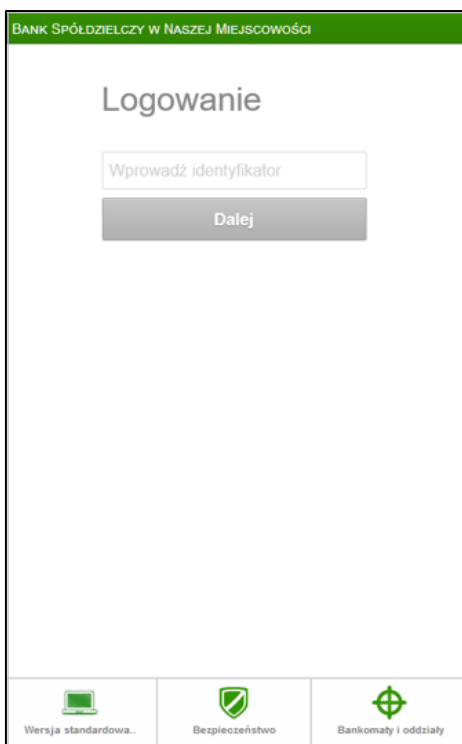 Bank Spółdzielczy w Naszej Miejscowości
Logowanie
Wprowadź identyfikator
Dalej
Wersja standardowa..
Bezpieczeństwo
Bankomaty i oddziały